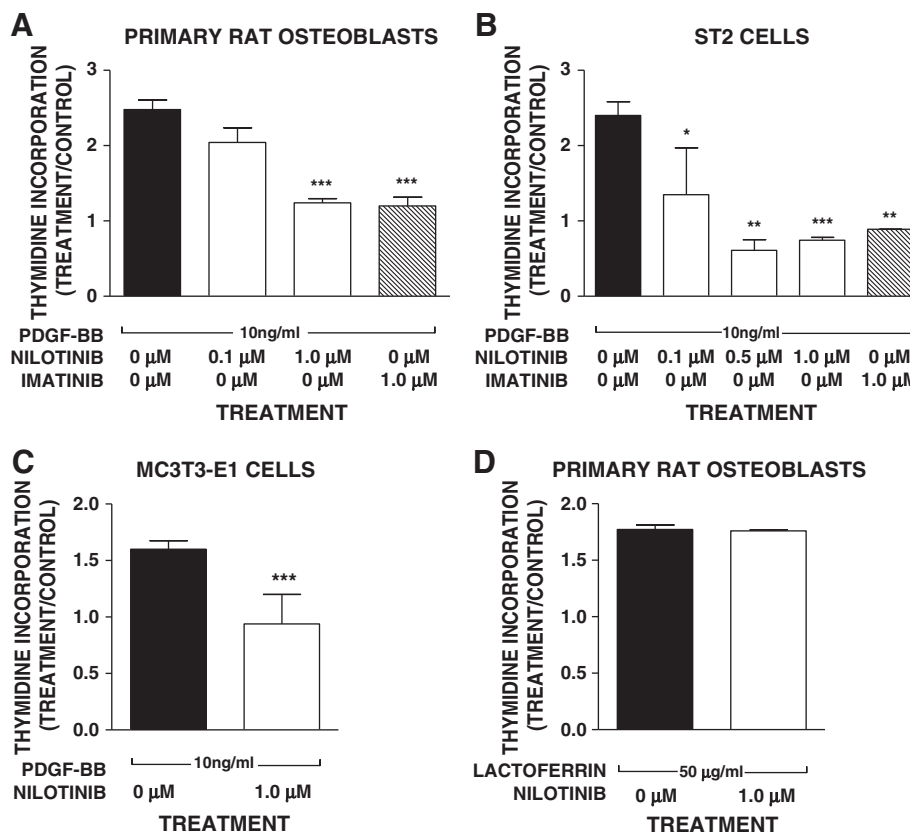 A
PRIMARY RAT OSTEOBLASTS
THYMIDINE INCORPORATION
(TREATMENT/CONTROL)
3
2
1
0
***
***
PDGF-BB 10ng/ml
NILOTINIB 0 µM 0.1 µM 1.0 µM 0 µM
IMATINIB 0 µM 0 µM 0 µM 1.0 µM
TREATMENT
B
ST2 CELLS
THYMIDINE INCORPORATION
(TREATMENT/CONTROL)
3
2
1
0
*
**
***
**
PDGF-BB 10ng/ml
NILOTINIB 0 µM 0.1 µM 0.5 µM 1.0 µM 0 µM
IMATINIB 0 µM 0 µM 0 µM 0 µM 1.0 µM
TREATMENT
C
MC3T3-E1 CELLS
THYMIDINE INCORPORATION
(TREATMENT/CONTROL)
2.0
1.5
1.0
0.5
0.0
***
PDGF-BB 10ng/ml
NILOTINIB 0 µM 1.0 µM
TREATMENT
D
PRIMARY RAT OSTEOBLASTS
THYMIDINE INCORPORATION
(TREATMENT/CONTROL)
2.0
1.5
1.0
0.5
0.0
LACTOFERRIN 50 µg/ml
NILOTINIB 0 µM 1.0 µM
TREATMENT